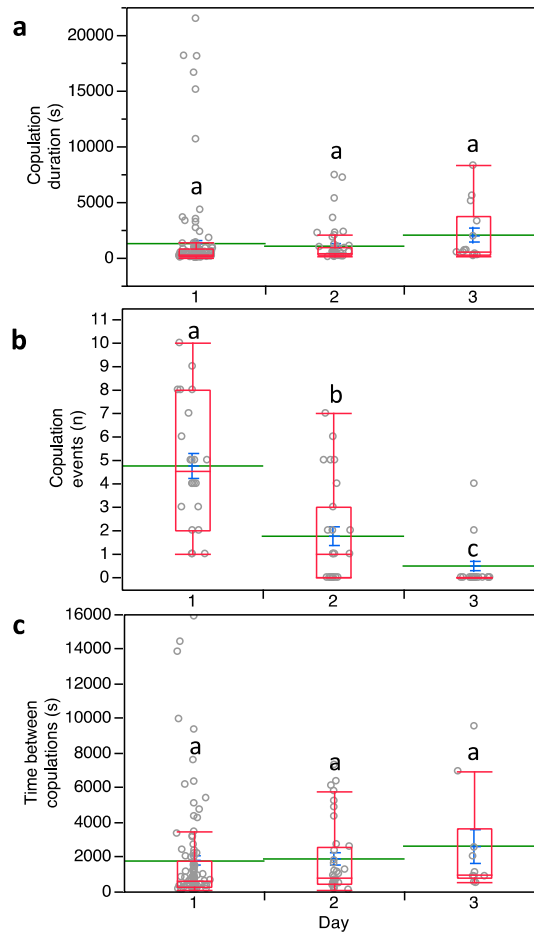 a
Copulation
duration (s)
20000
15000
10000
5000
0
a
a
a
1
2
3
b
Copulation
events (n)
11
10
9
8
7
6
5
4
3
2
1
0
a
b
c
1
2
3
c
Time between
copulations (s)
16000
14000
12000
10000
8000
6000
4000
2000
0
a
a
a
1
2
3
Day